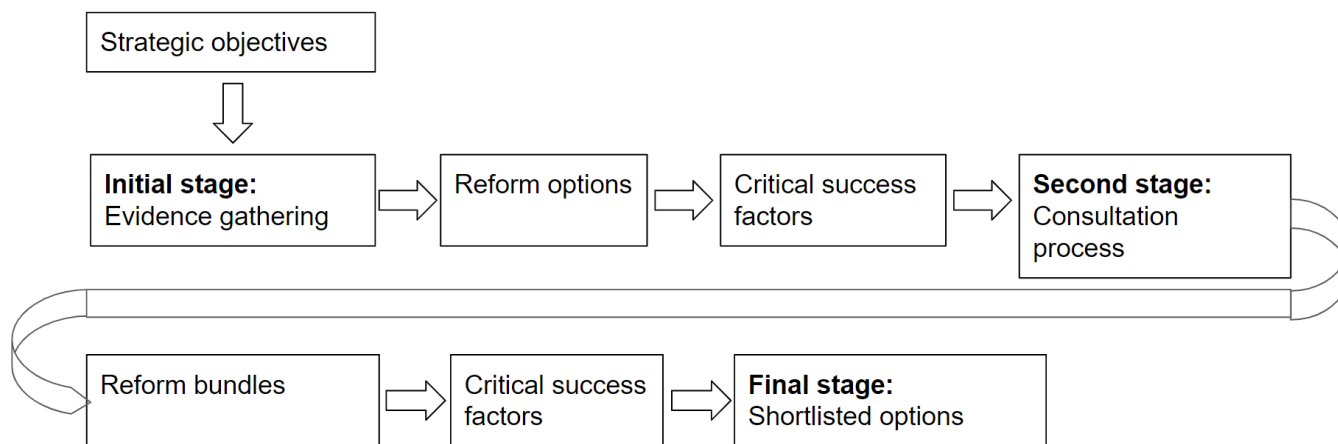 Strategic objectives
Initial stage:
Evidence gathering
Reform options
Critical success
factors
Second stage:
Consultation
process
Reform bundles
Critical success
factors
Final stage:
Shortlisted options